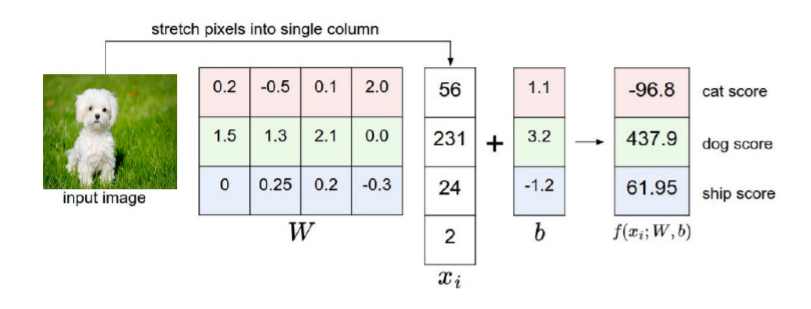 stretch pixels into single column
0.2 -0.5 0.1 2.0 56 1.1 -96.8 cat score
1.5 1.3 2.1 0.0 231 + 3.2 → 437.9 dog score
0 0.25 0.2 -0.3 24 -1.2 61.95 ship score
input image
W 2 b f(xᵢ; W, b)
xᵢ